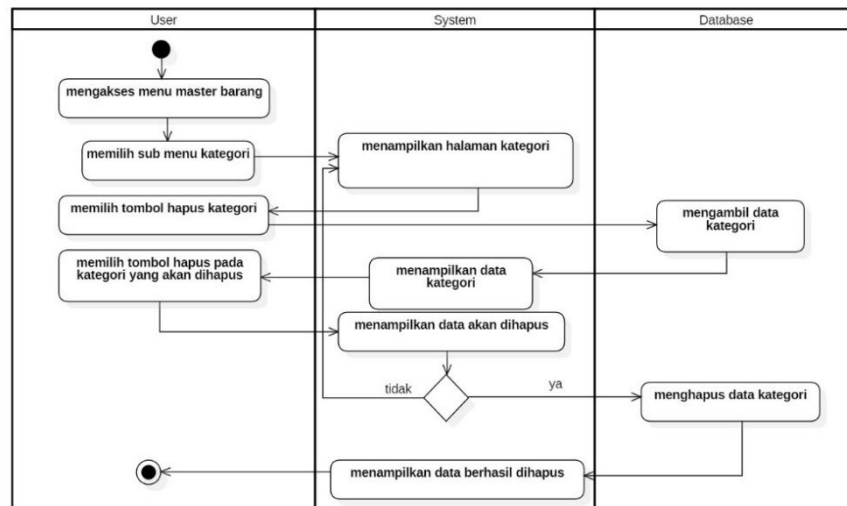 User
System
Database
mengakses menu master barang
memilih sub menu kategori
menampilkan halaman kategori
memilih tombol hapus kategori
mengambil data
kategori
menampilkan data
kategori
memilih tombol hapus pada
kategori yang akan dihapus
menampilkan data akan dihapus
tidak
ya
menghapus data kategori
menampilkan data berhasil dihapus